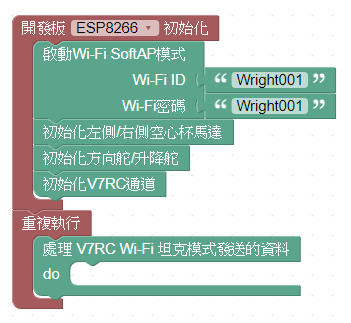 開發板 ESP8266 初始化
啟動Wi-Fi SoftAP模式
Wi-Fi ID “ Wright001 ”
Wi-Fi密碼 “ Wright001 ”
初始化左側/右側空心杯馬達
初始化方向舵/升降舵
初始化V7RC通道
重複執行
處理 V7RC Wi-Fi 坦克模式發送的資料
do